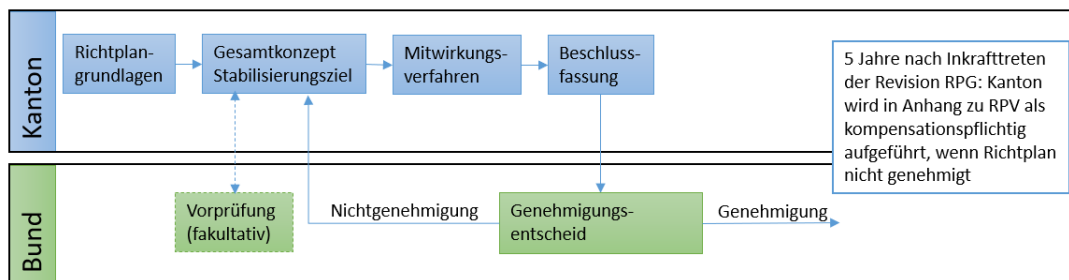 Kanton
Richtplan-
grundlagen
Gesamtkonzept
Stabilisierungsziel
Mitwirkungs-
verfahren
Beschluss-
fassung
5 Jahre nach Inkrafttreten
der Revision RPG: Kanton
wird in Anhang zu RPV als
kompensationspflichtig
aufgeführt, wenn Richtplan
nicht genehmigt
Bund
Vorprüfung
(fakultativ)
Nichtgenehmigung
Genehmigungs-
entscheid
Genehmigung